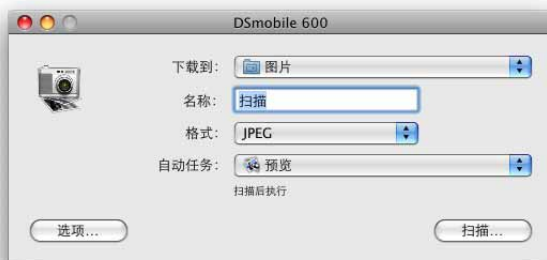 DSmobile 600
下载到: 图片
名称: 扫描
格式: JPEG
自动任务: 预览
扫描后执行
选项... 扫描...